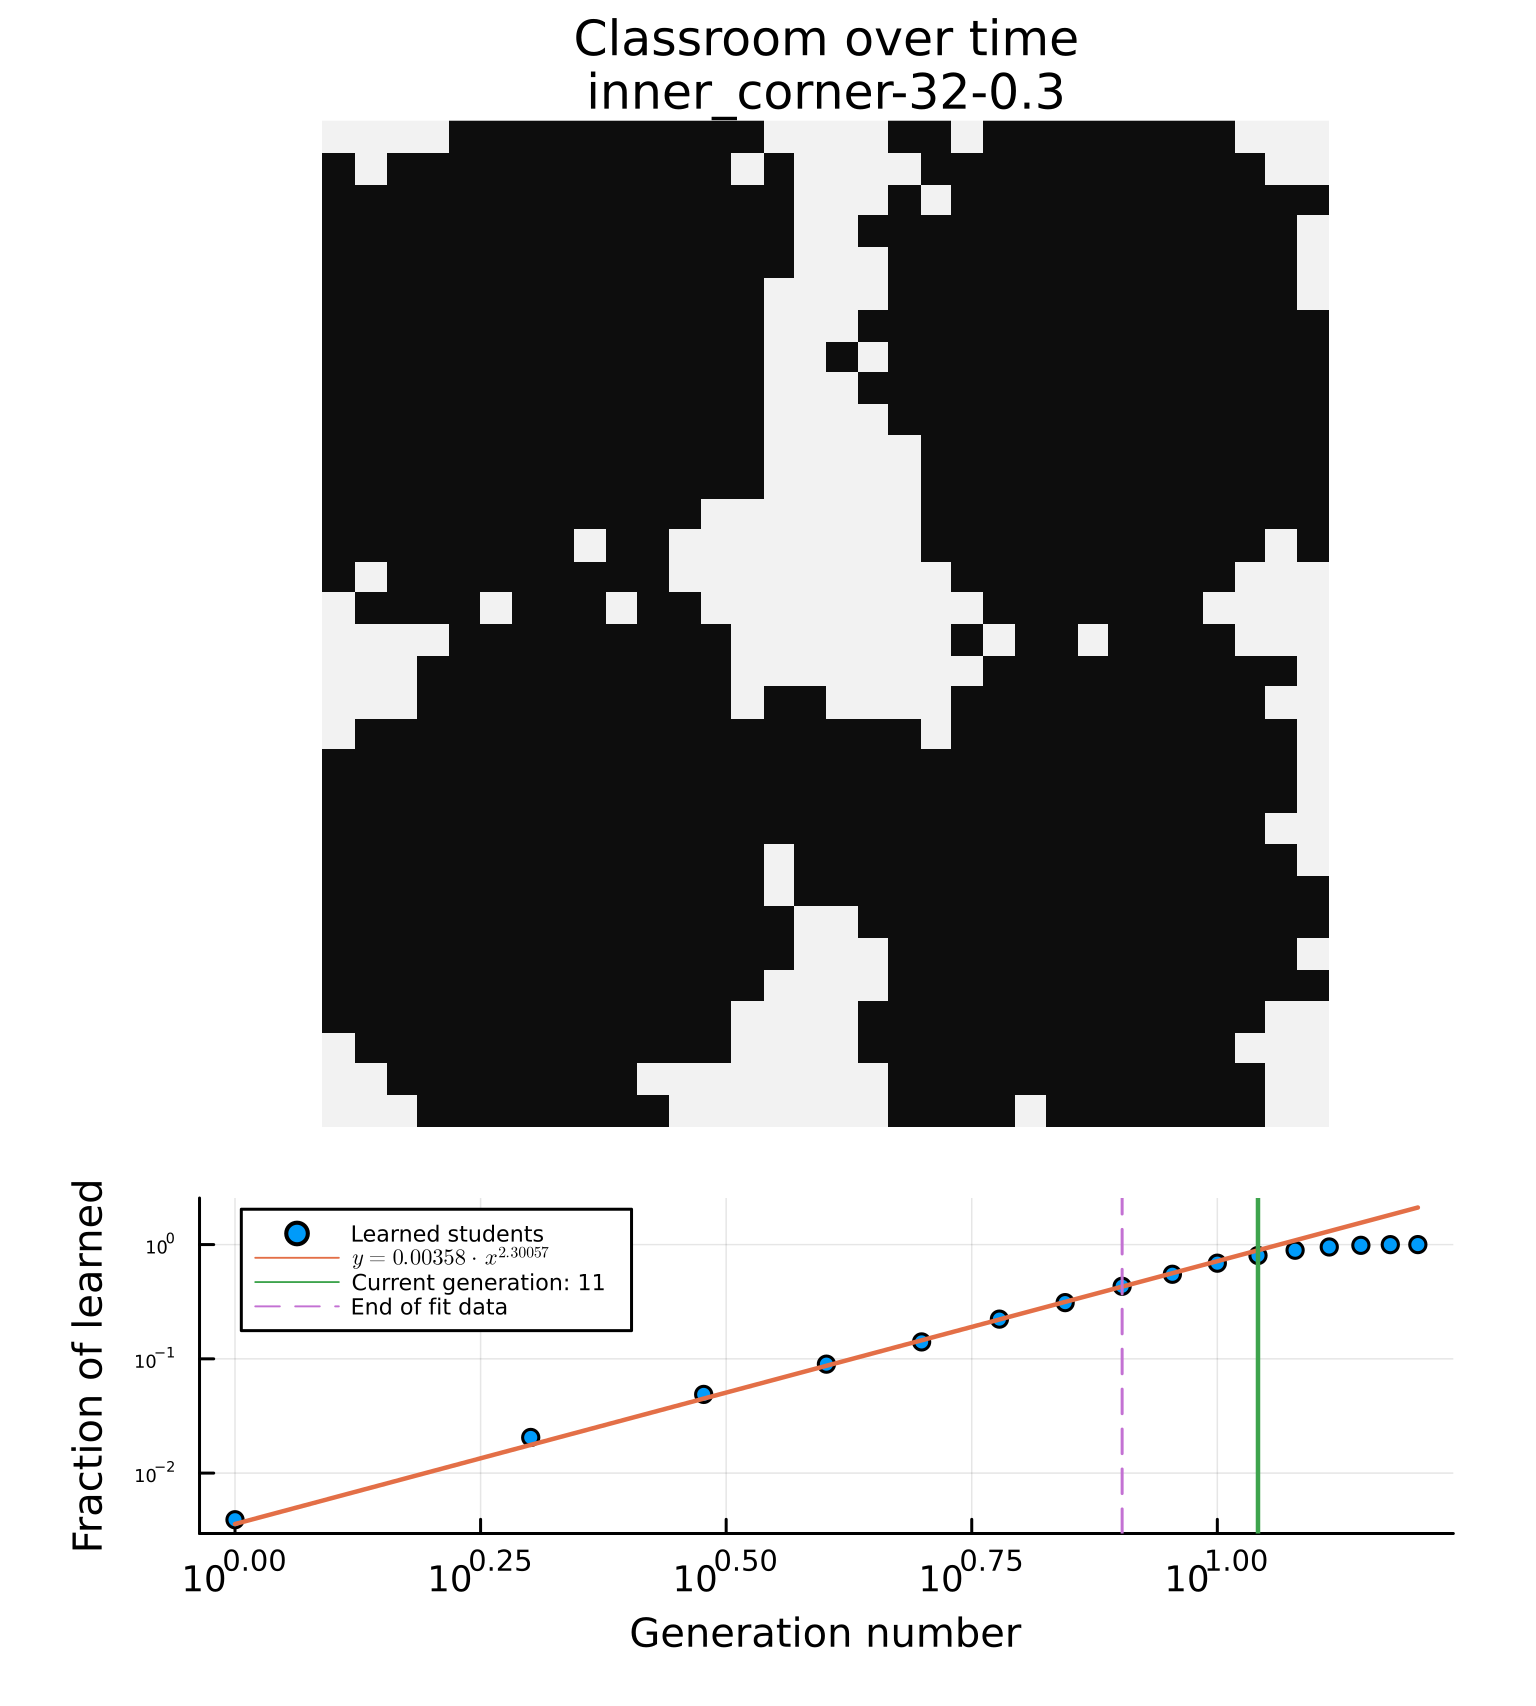 Classroom over time
inner_corner-32-0.3
Fraction of learned
10^0
10^-1
10^-2
Learned students
y = 0.00358 · x^2.30057
Current generation: 11
End of fit data
10^0.00 10^0.25 10^0.50 10^0.75 10^1.00
Generation number